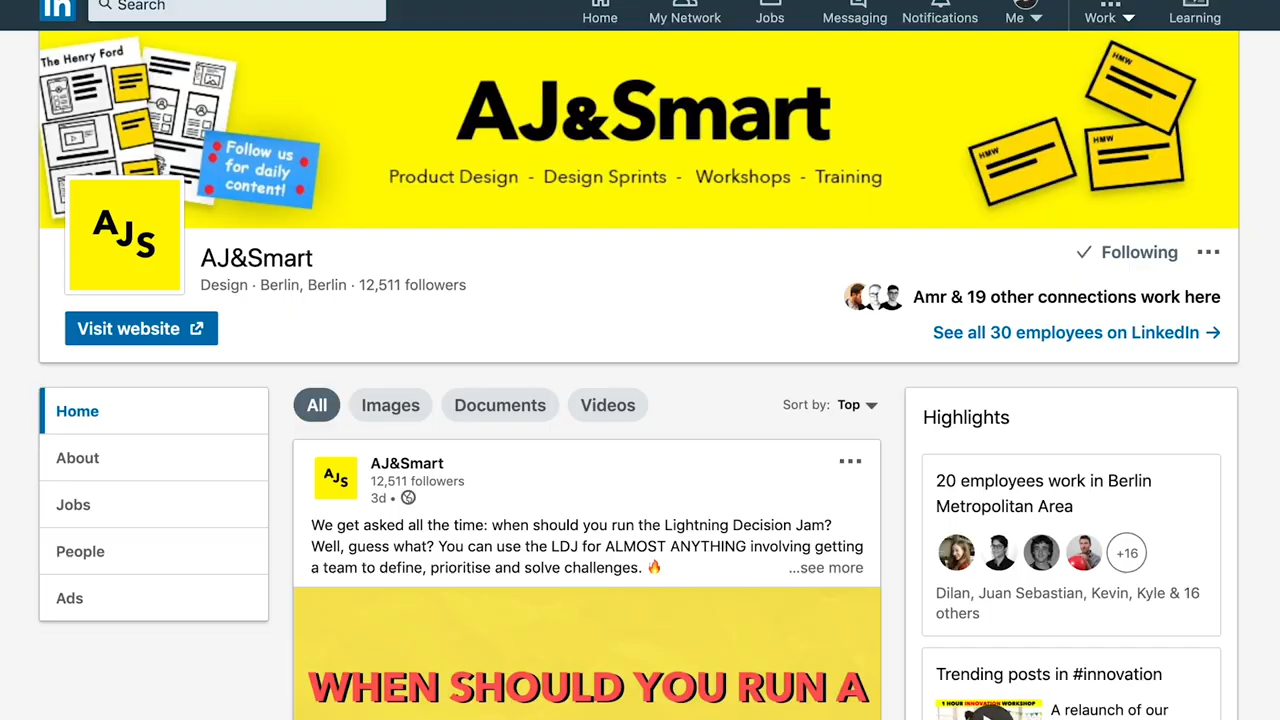 in
Search
Home
My Network
Jobs
Messaging
Notifications
Me
Work
Learning
The Henry Ford
Follow us
for daily
content!
AJ&Smart
Product Design - Design Sprints - Workshops - Training
HMW
HMW
HMW
AJS
AJ&Smart
Design · Berlin, Berlin · 12,511 followers
Following
Amr & 19 other connections work here
See all 30 employees on LinkedIn →
Visit website
Home
About
Jobs
People
Ads
All
Images
Documents
Videos
Sort by: Top
AJS
AJ&Smart
12,511 followers
3d •
We get asked all the time: when should you run the Lightning Decision Jam?
Well, guess what? You can use the LDJ for ALMOST ANYTHING involving getting
a team to define, prioritise and solve challenges. 🔥
...see more
WHEN SHOULD YOU RUN A
Highlights
20 employees work in Berlin
Metropolitan Area
+16
Dilan, Juan Sebastian, Kevin, Kyle & 16
others
Trending posts in #innovation
1 HOUR INNOVATION WORKSHOP
A relaunch of our